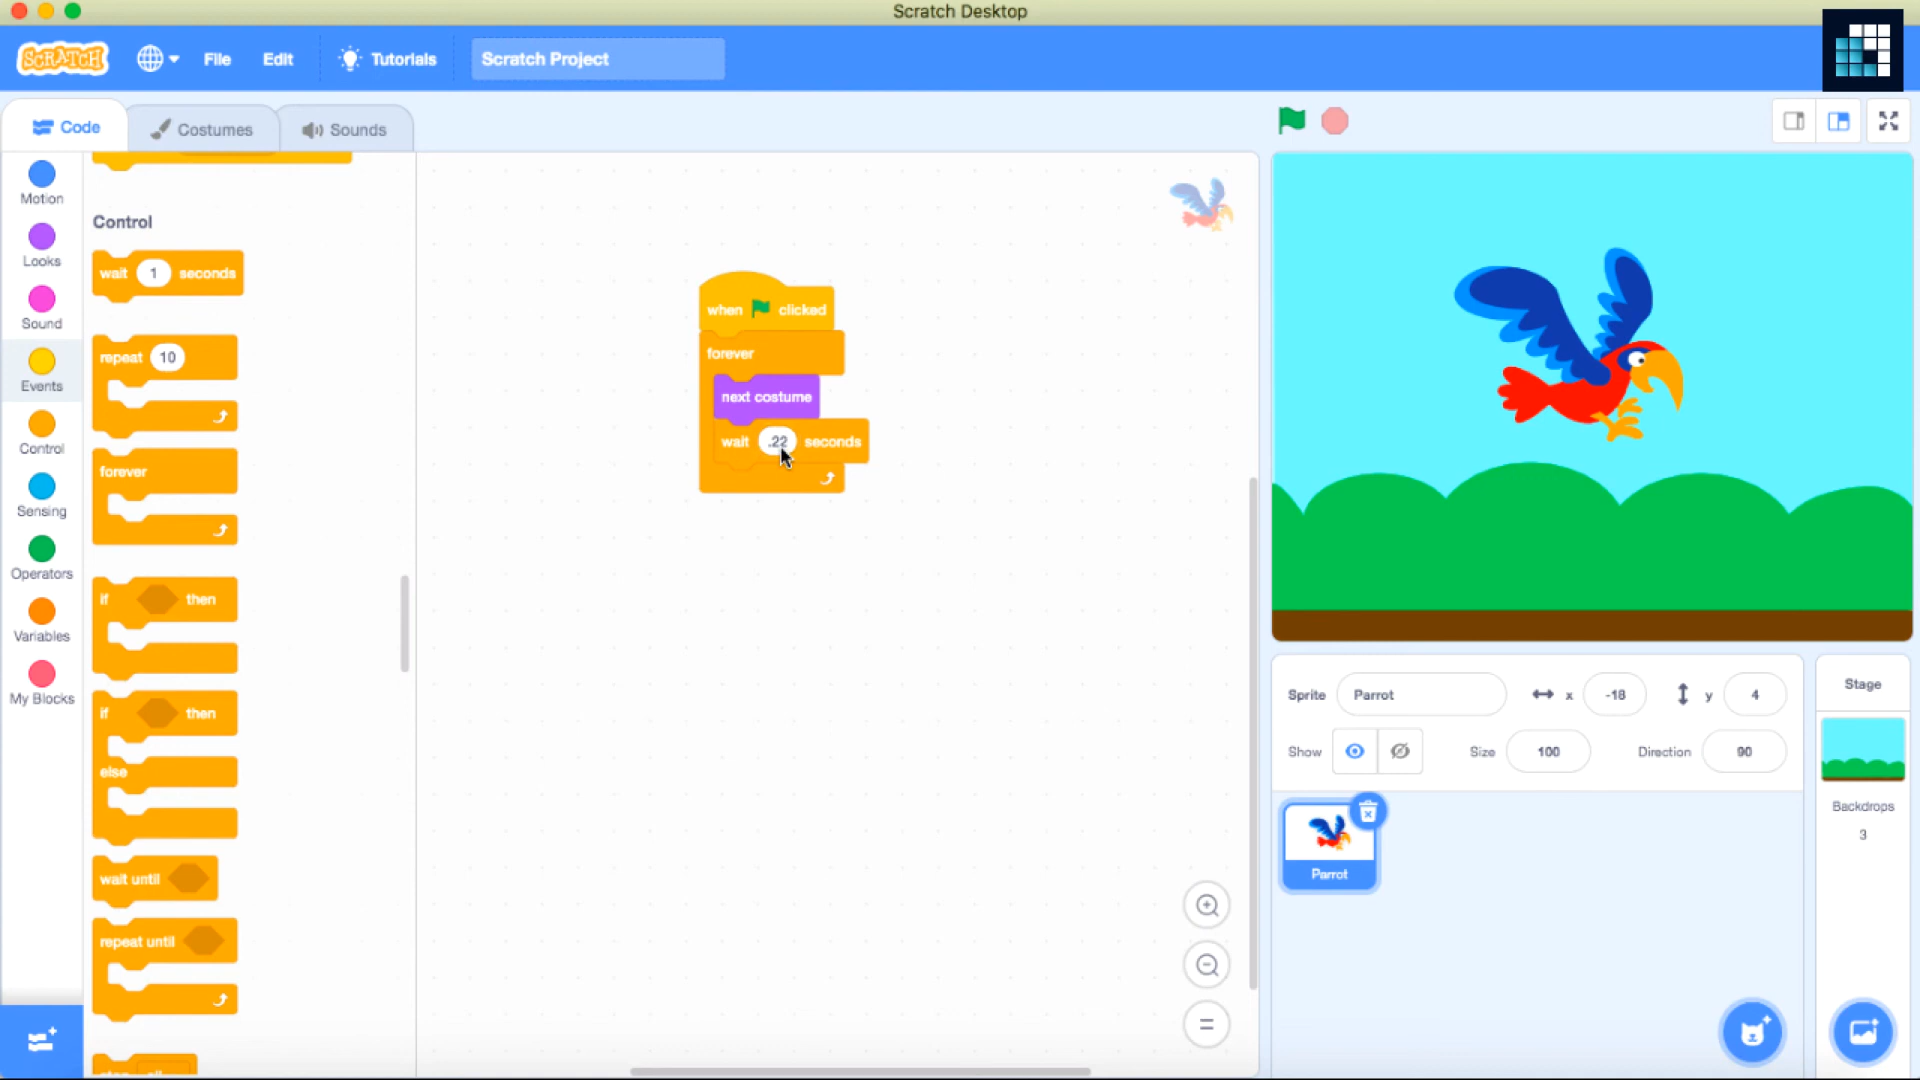 Scratch Desktop
SCRATCH
File
Edit
Tutorials
Scratch Project
Code
Costumes
Sounds
Motion
Looks
Sound
Events
Control
Sensing
Operators
Variables
My Blocks
Control
wait 1 seconds
repeat 10
forever
if then
if then
else
wait until
repeat until
when clicked
forever
next costume
wait .22 seconds
Sprite Parrot x -18 y 4
Show Size 100 Direction 90
Parrot
Stage
Backdrops
3